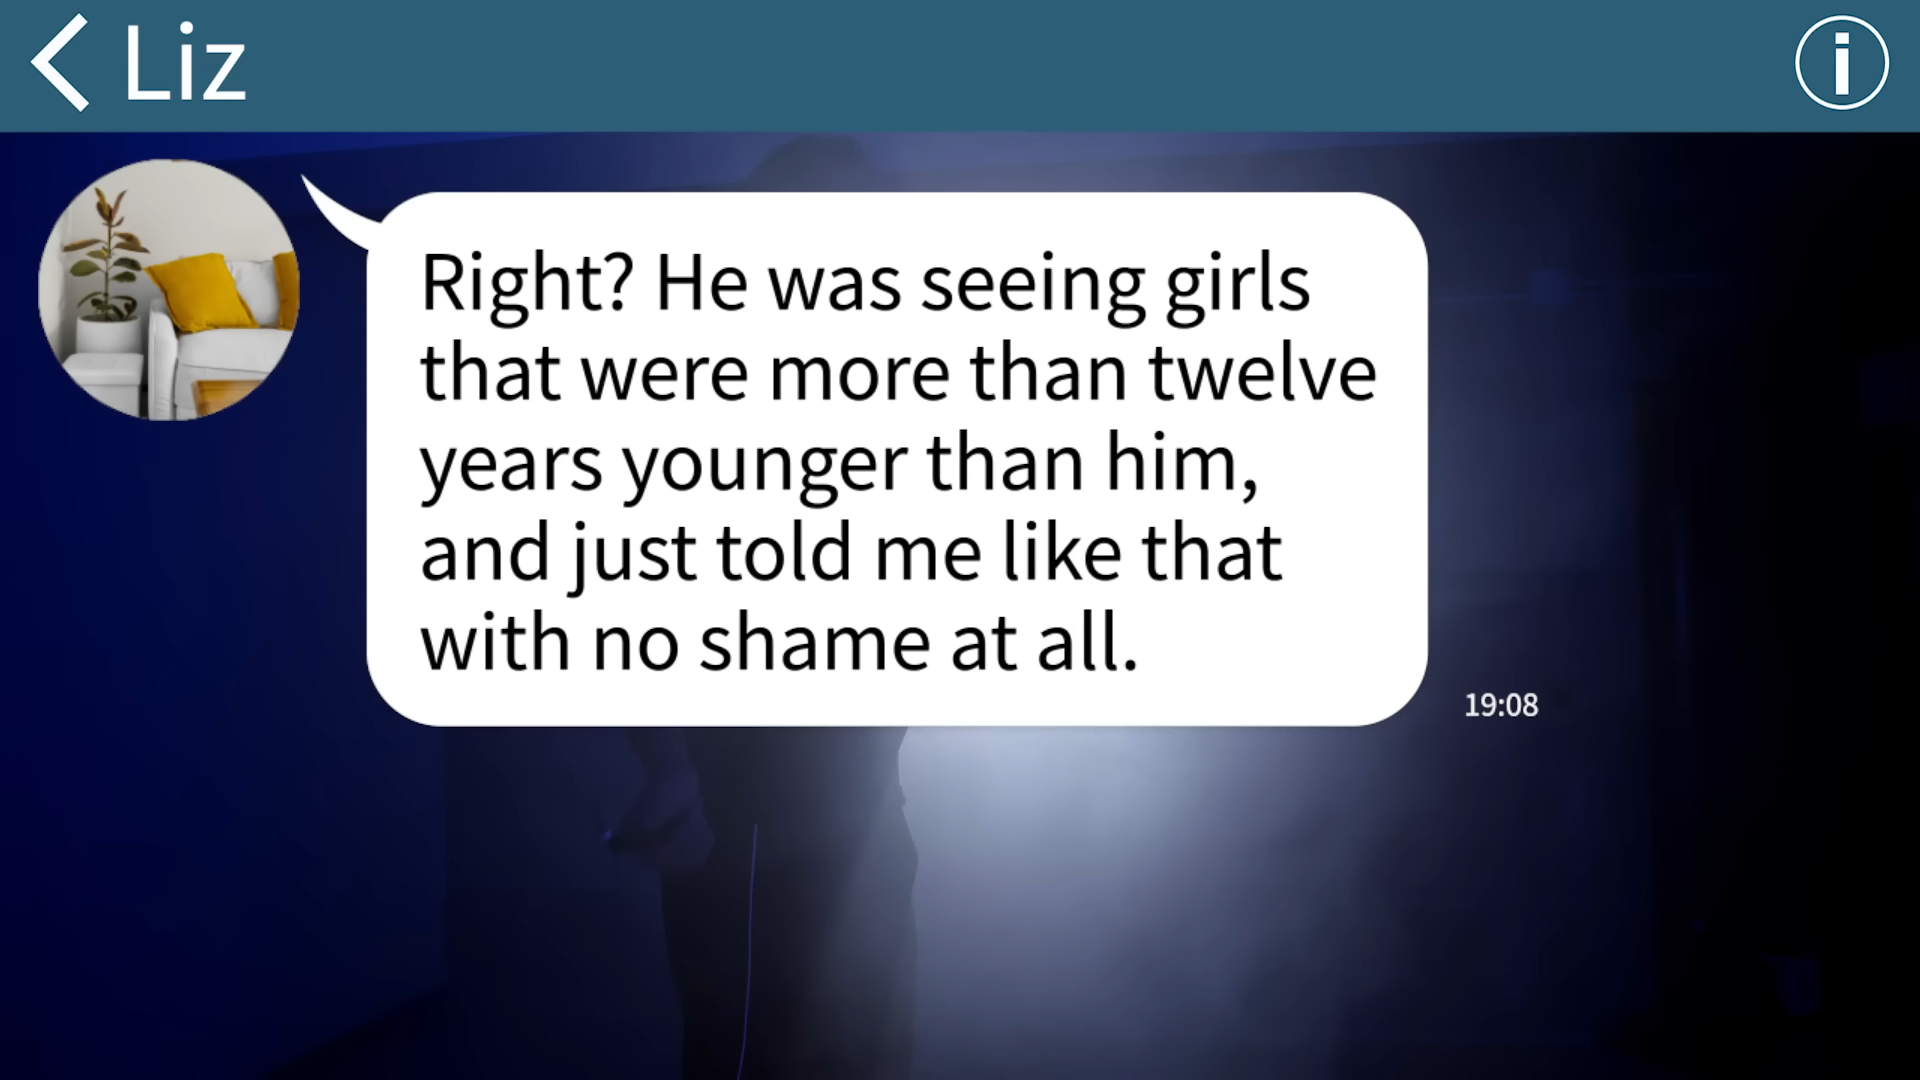 Liz
Right? He was seeing girls
that were more than twelve
years younger than him,
and just told me like that
with no shame at all.
19:08